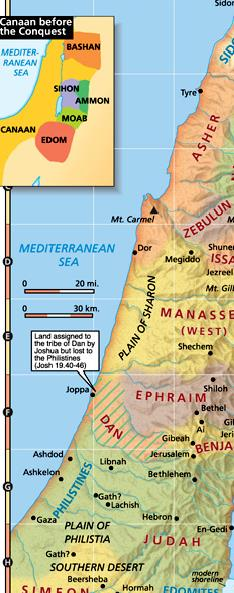 Canaan before
the Conquest
MEDITER-
RANEAN
SEA
BASHAN
SIHON
AMMON
MOAB
CANAAN
EDOM
Sidon
Tyre
ASHER
Mt. Carmel
ZEBULUN
MEDITERRANEAN
SEA
Dor
Megiddo
Shunem
ISSA
Jezreel
Mt. Gil
D
0 20 mi.
0 30 km.
PLAIN OF SHARON
MANASSE
(WEST)
E
Shechem
Land assigned to
the tribe of Dan by
Joshua but lost to
the Philistines
(Josh 19.40-46)
Joppa
Shiloh
EPHRAIM
F
Bethel
Ai
DAN
Gibeah
Jerusalem
BENJA
Ashdod
Libnah
Ashkelon
Bethlehem
G
PHILISTINES
Gath?
Lachish
Gaza
Hebron
En-Gedi
PLAIN OF
PHILISTIA
JUDAH
Gath?
H
SOUTHERN DESERT
modern
shoreline
Beersheba
Hormah
SIMEON
EDOMITES